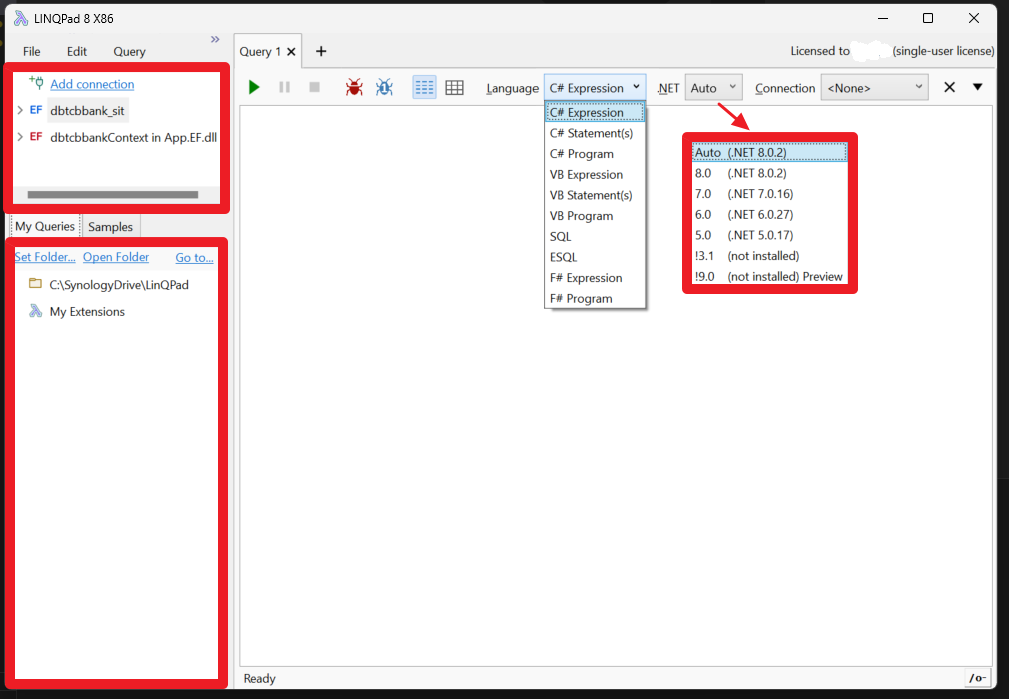 LINQPad 8 X86
File Edit Query »
Query 1 × +
Licensed to (single-user license)
Language C# Expression .NET Auto Connection <None>
Add connection
EF dbtcbbank_sit
EF dbtcbbankContext in App.EF.dll
My Queries Samples
Set Folder... Open Folder Go to...
C:\SynologyDrive\LinQPad
My Extensions
C# Expression
C# Statement(s)
C# Program
VB Expression
VB Statement(s)
VB Program
SQL
ESQL
F# Expression
F# Program
Auto (.NET 8.0.2)
8.0 (.NET 8.0.2)
7.0 (.NET 7.0.16)
6.0 (.NET 6.0.27)
5.0 (.NET 5.0.17)
!3.1 (not installed)
!9.0 (not installed) Preview
Ready
/o-